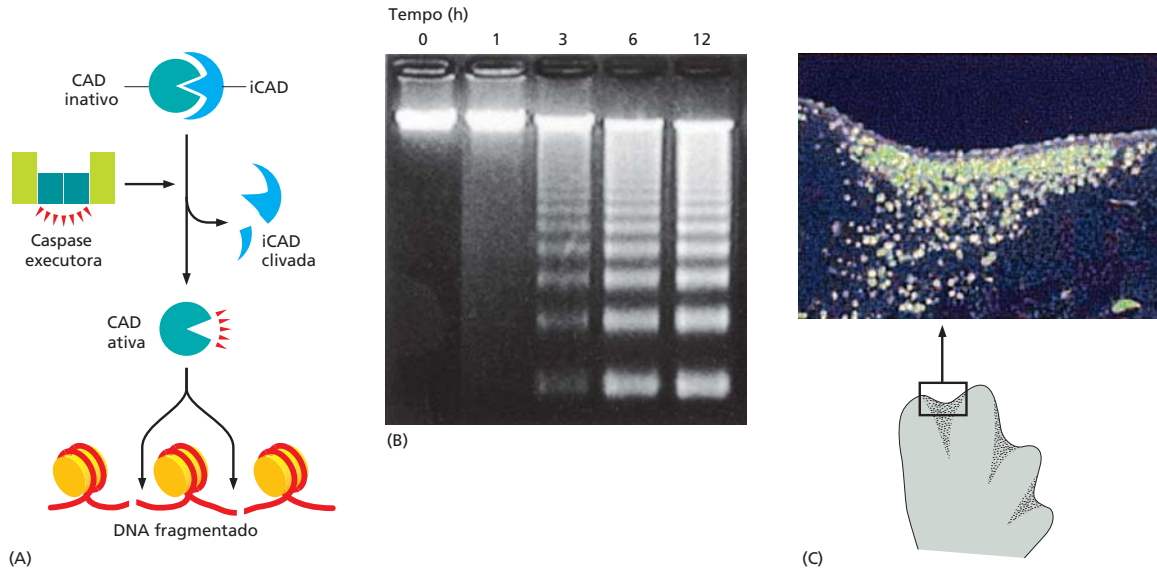 CAD
inativo
iCAD
Caspase
executora
iCAD
clivada
CAD
ativa
DNA fragmentado
(A)
Tempo (h)
0 1 3 6 12
(B)
(C)